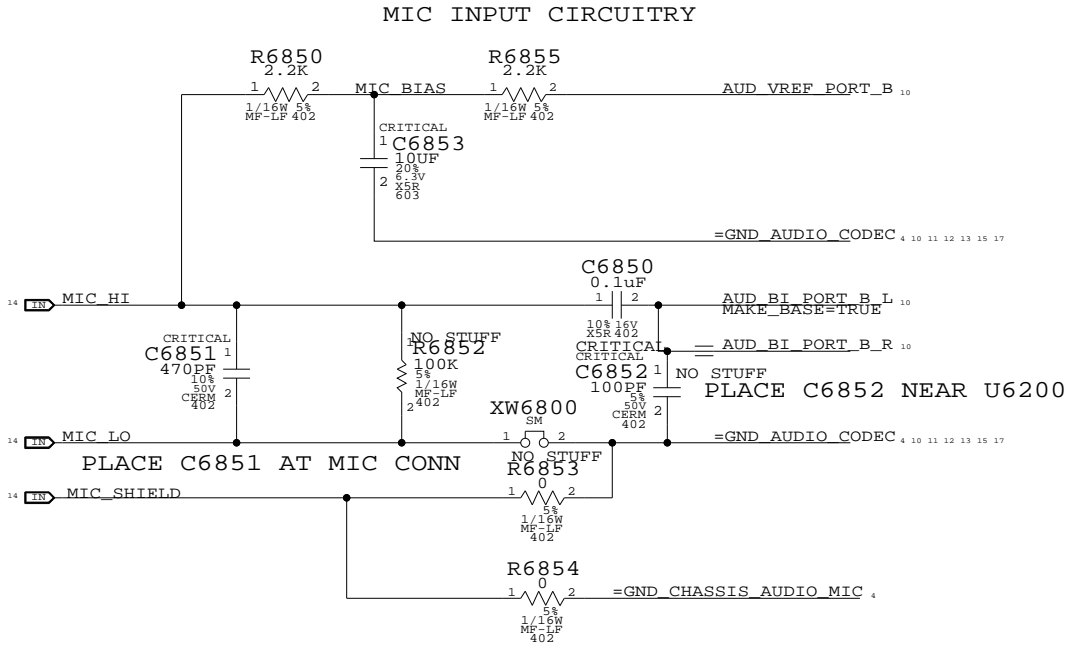 MIC INPUT CIRCUITRY
R6850
2.2K
1 2
1/16W 5%
MF-LF 402
MIC_BIAS
R6855
2.2K
1 2
1/16W 5%
MF-LF 402
AUD_VREF_PORT_B 10
CRITICAL
1 C6853
10UF
20%
6.3V
2 X5R
603
=GND_AUDIO_CODEC 4 10 11 12 13 15 17
14 IN MIC_HI
C6850
0.1uF
1 2
10% 16V
X5R 402
CRITICAL
AUD_BI_PORT_B_L 10
MAKE_BASE=TRUE
AUD_BI_PORT_B_R 10
CRITICAL
C6851 1
470PF
10%
50V
CERM 2
402
NO STUFF
1 R6852
100K
5%
1/16W
MF-LF
402
2
CRITICAL
C6852 1
100PF
5%
50V
CERM 2
402
NO STUFF
PLACE C6852 NEAR U6200
XW6800
SM
1 2
14 IN MIC_LO
=GND_AUDIO_CODEC 4 10 11 12 13 15 17
PLACE C6851 AT MIC CONN
NO STUFF
R6853
0
1 2
5%
1/16W
MF-LF
402
14 IN MIC_SHIELD
R6854
0
1 2
5%
1/16W
MF-LF
402
=GND_CHASSIS_AUDIO_MIC 4